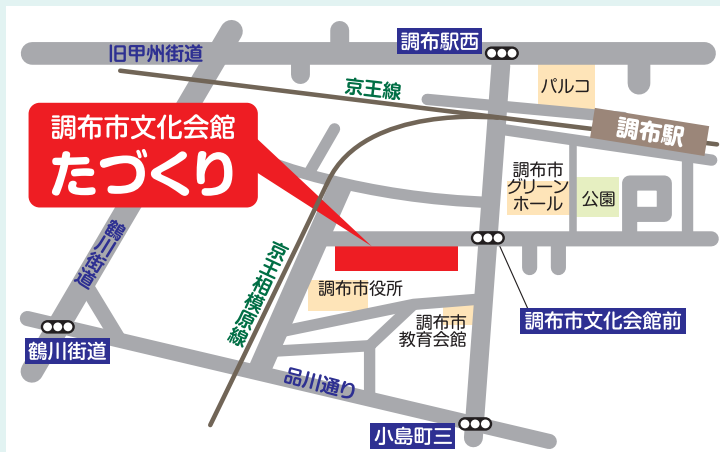 調布駅西
旧甲州街道
パルコ
京王線
調布駅
調布市文化会館
たづくり
調布市
グリーン
ホール
公園
鶴川街道
京王相模原線
調布市役所
調布市
教育会館
調布市文化会館前
鶴川街道
品川通り
小島町三